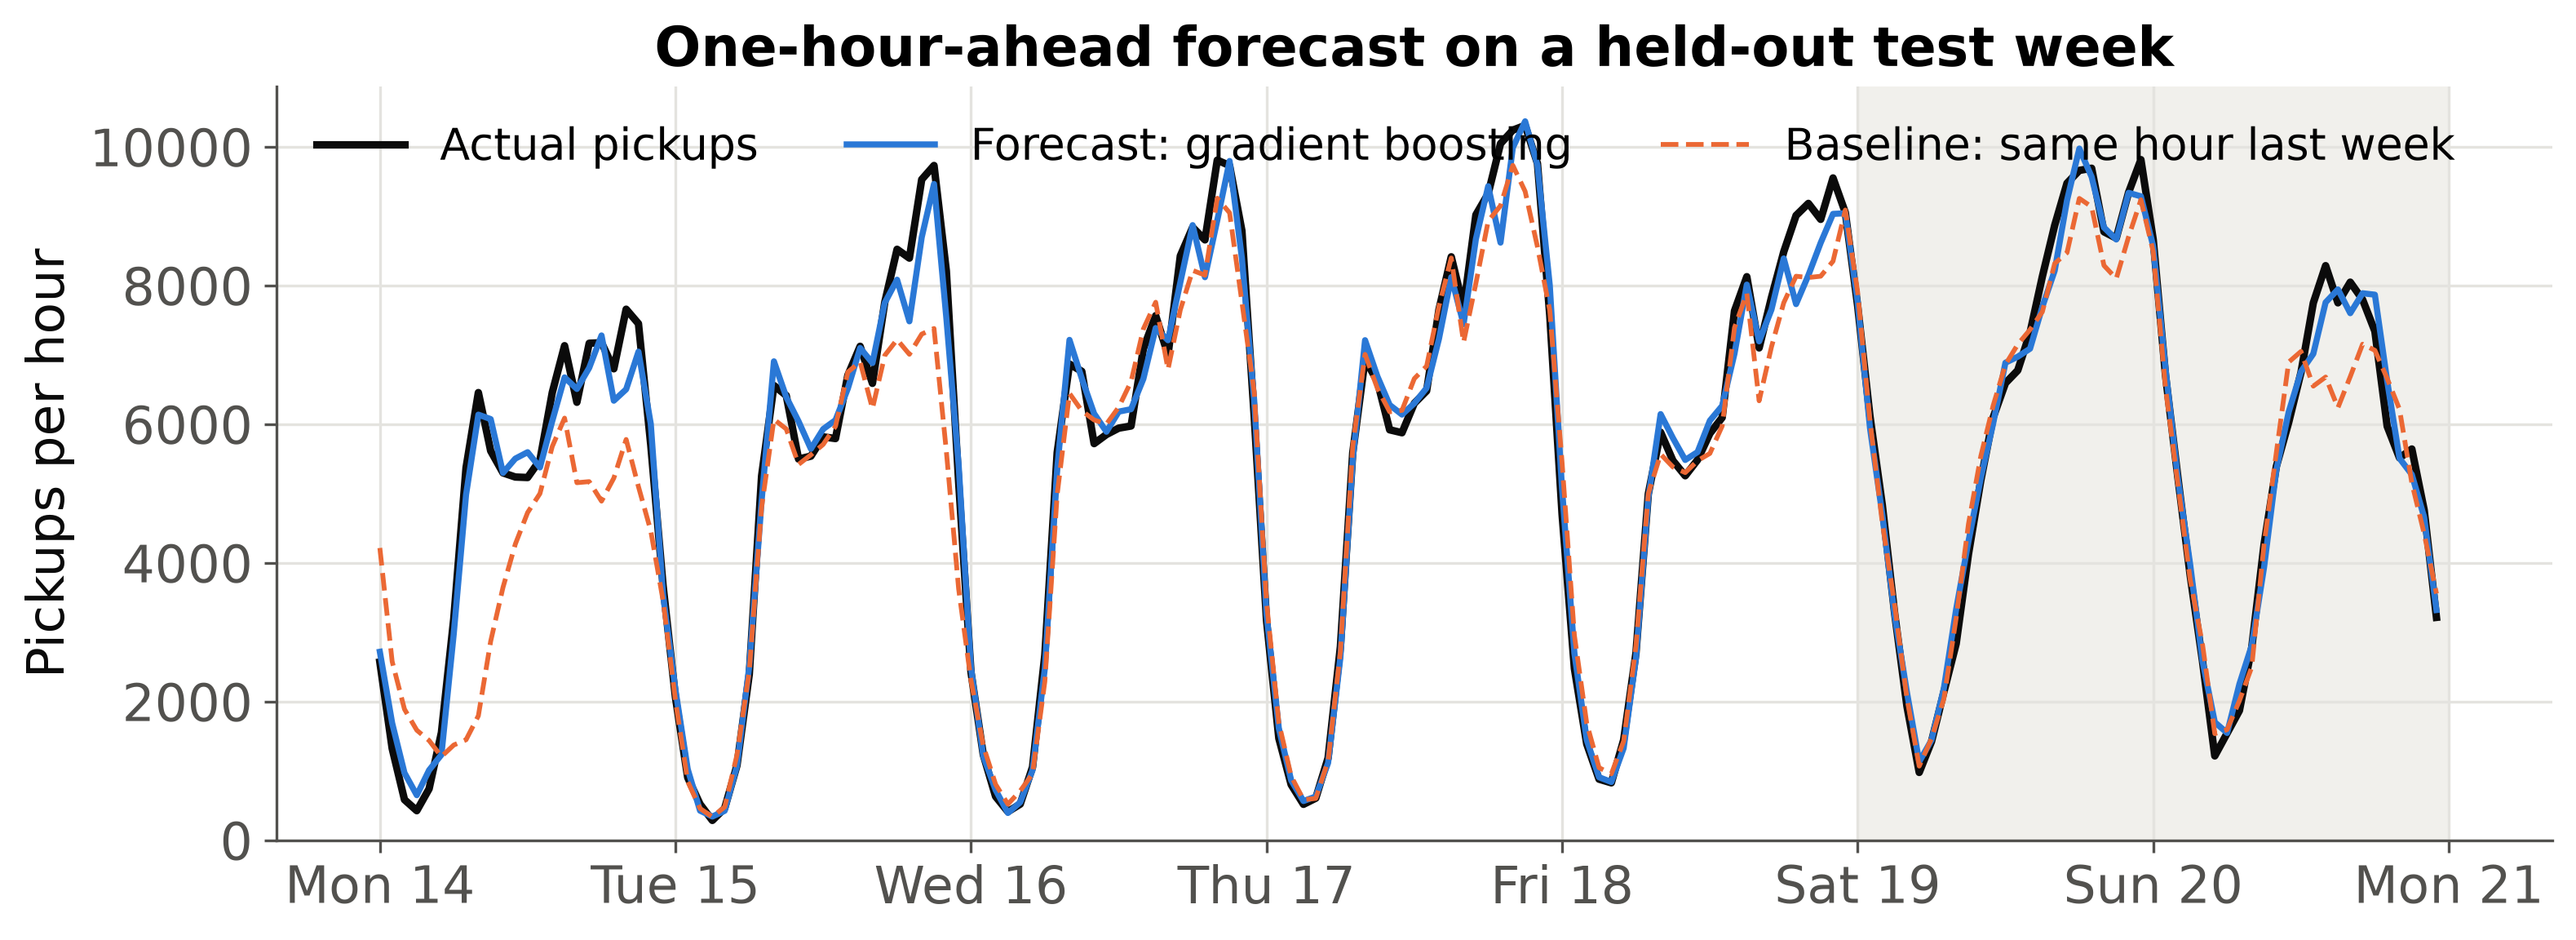 One-hour-ahead forecast on a held-out test week
Actual pickups
Forecast: gradient boosting
Baseline: same hour last week
Pickups per hour
10000
8000
6000
4000
2000
0
Mon 14
Tue 15
Wed 16
Thu 17
Fri 18
Sat 19
Sun 20
Mon 21